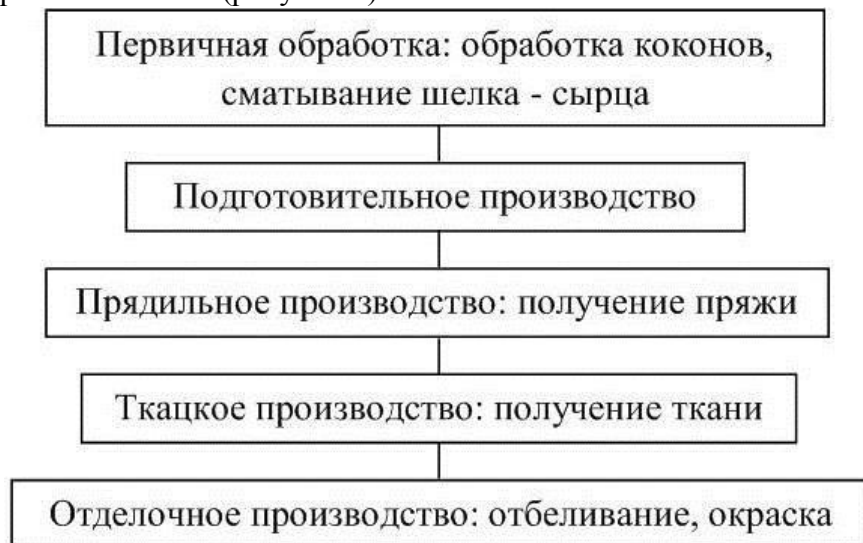 Первичная обработка: обработка коконов,
сматывание шелка - сырца
Подготовительное производство
Прядильное производство: получение пряжи
Ткацкое производство: получение ткани
Отделочное производство: отбеливание, окраска